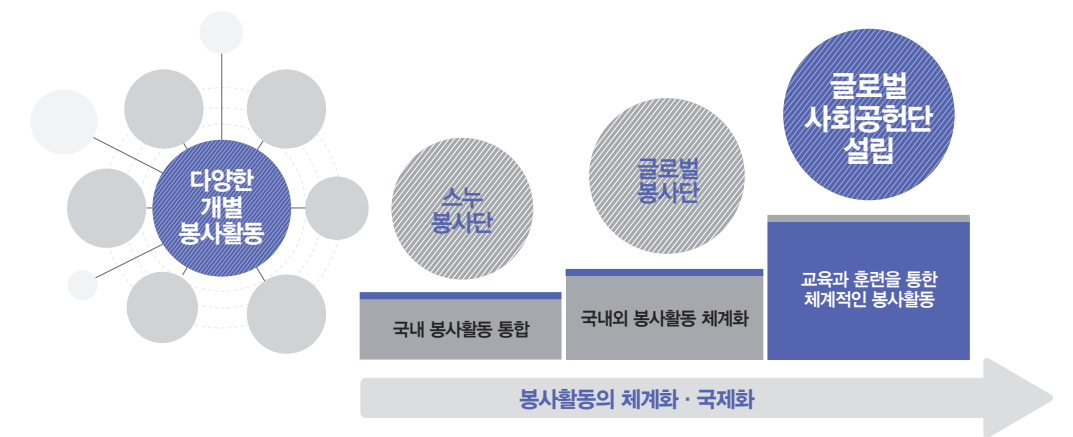 다양한
개별
봉사활동
스누
봉사단
글로벌
봉사단
글로벌
사회공헌단
설립
국내 봉사활동 통합
국내외 봉사활동 체계화
교육과 훈련을 통한
체계적인 봉사활동
봉사활동의 체계화 · 국제화